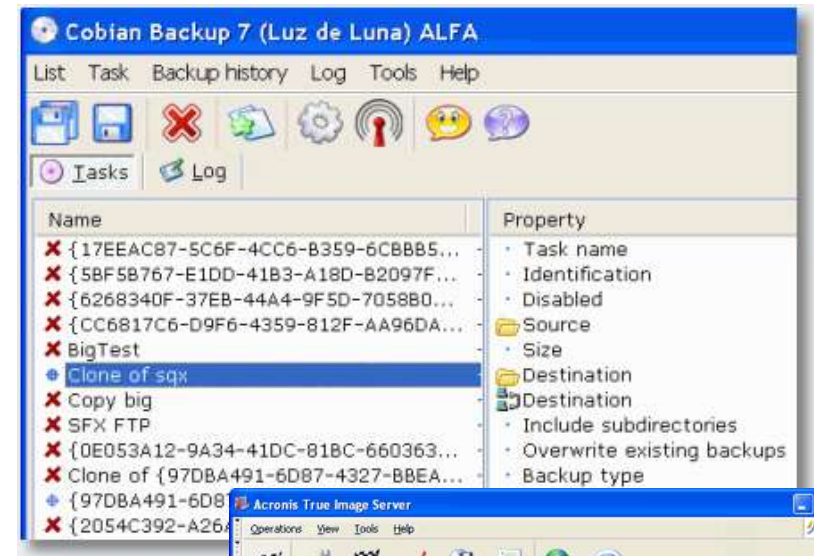 Cobian Backup 7 (Luz de Luna) ALFA
List Task Backup history Log Tools Help
Tasks Log
Name
{17EEAC87-5C6F-4CC6-B359-6CBBB5...
{5BF5B767-E1DD-41B3-A18D-B2097F...
{6268340F-37EB-44A4-9F5D-7058B0...
{CC6817C6-D9F6-4359-812F-AA96DA...
BigTest
Clone of sqx
Copy big
SFX FTP
{0E053A12-9A34-41DC-81BC-660363...
Clone of {97DBA491-6D87-4327-BBEA...
{97DBA491-6D87
{2054C392-A26A
Property
Task name
Identification
Disabled
Source
Size
Destination
Destination
Include subdirectories
Overwrite existing backups
Backup type
Acronis True Image Server
Operations View Tools Help